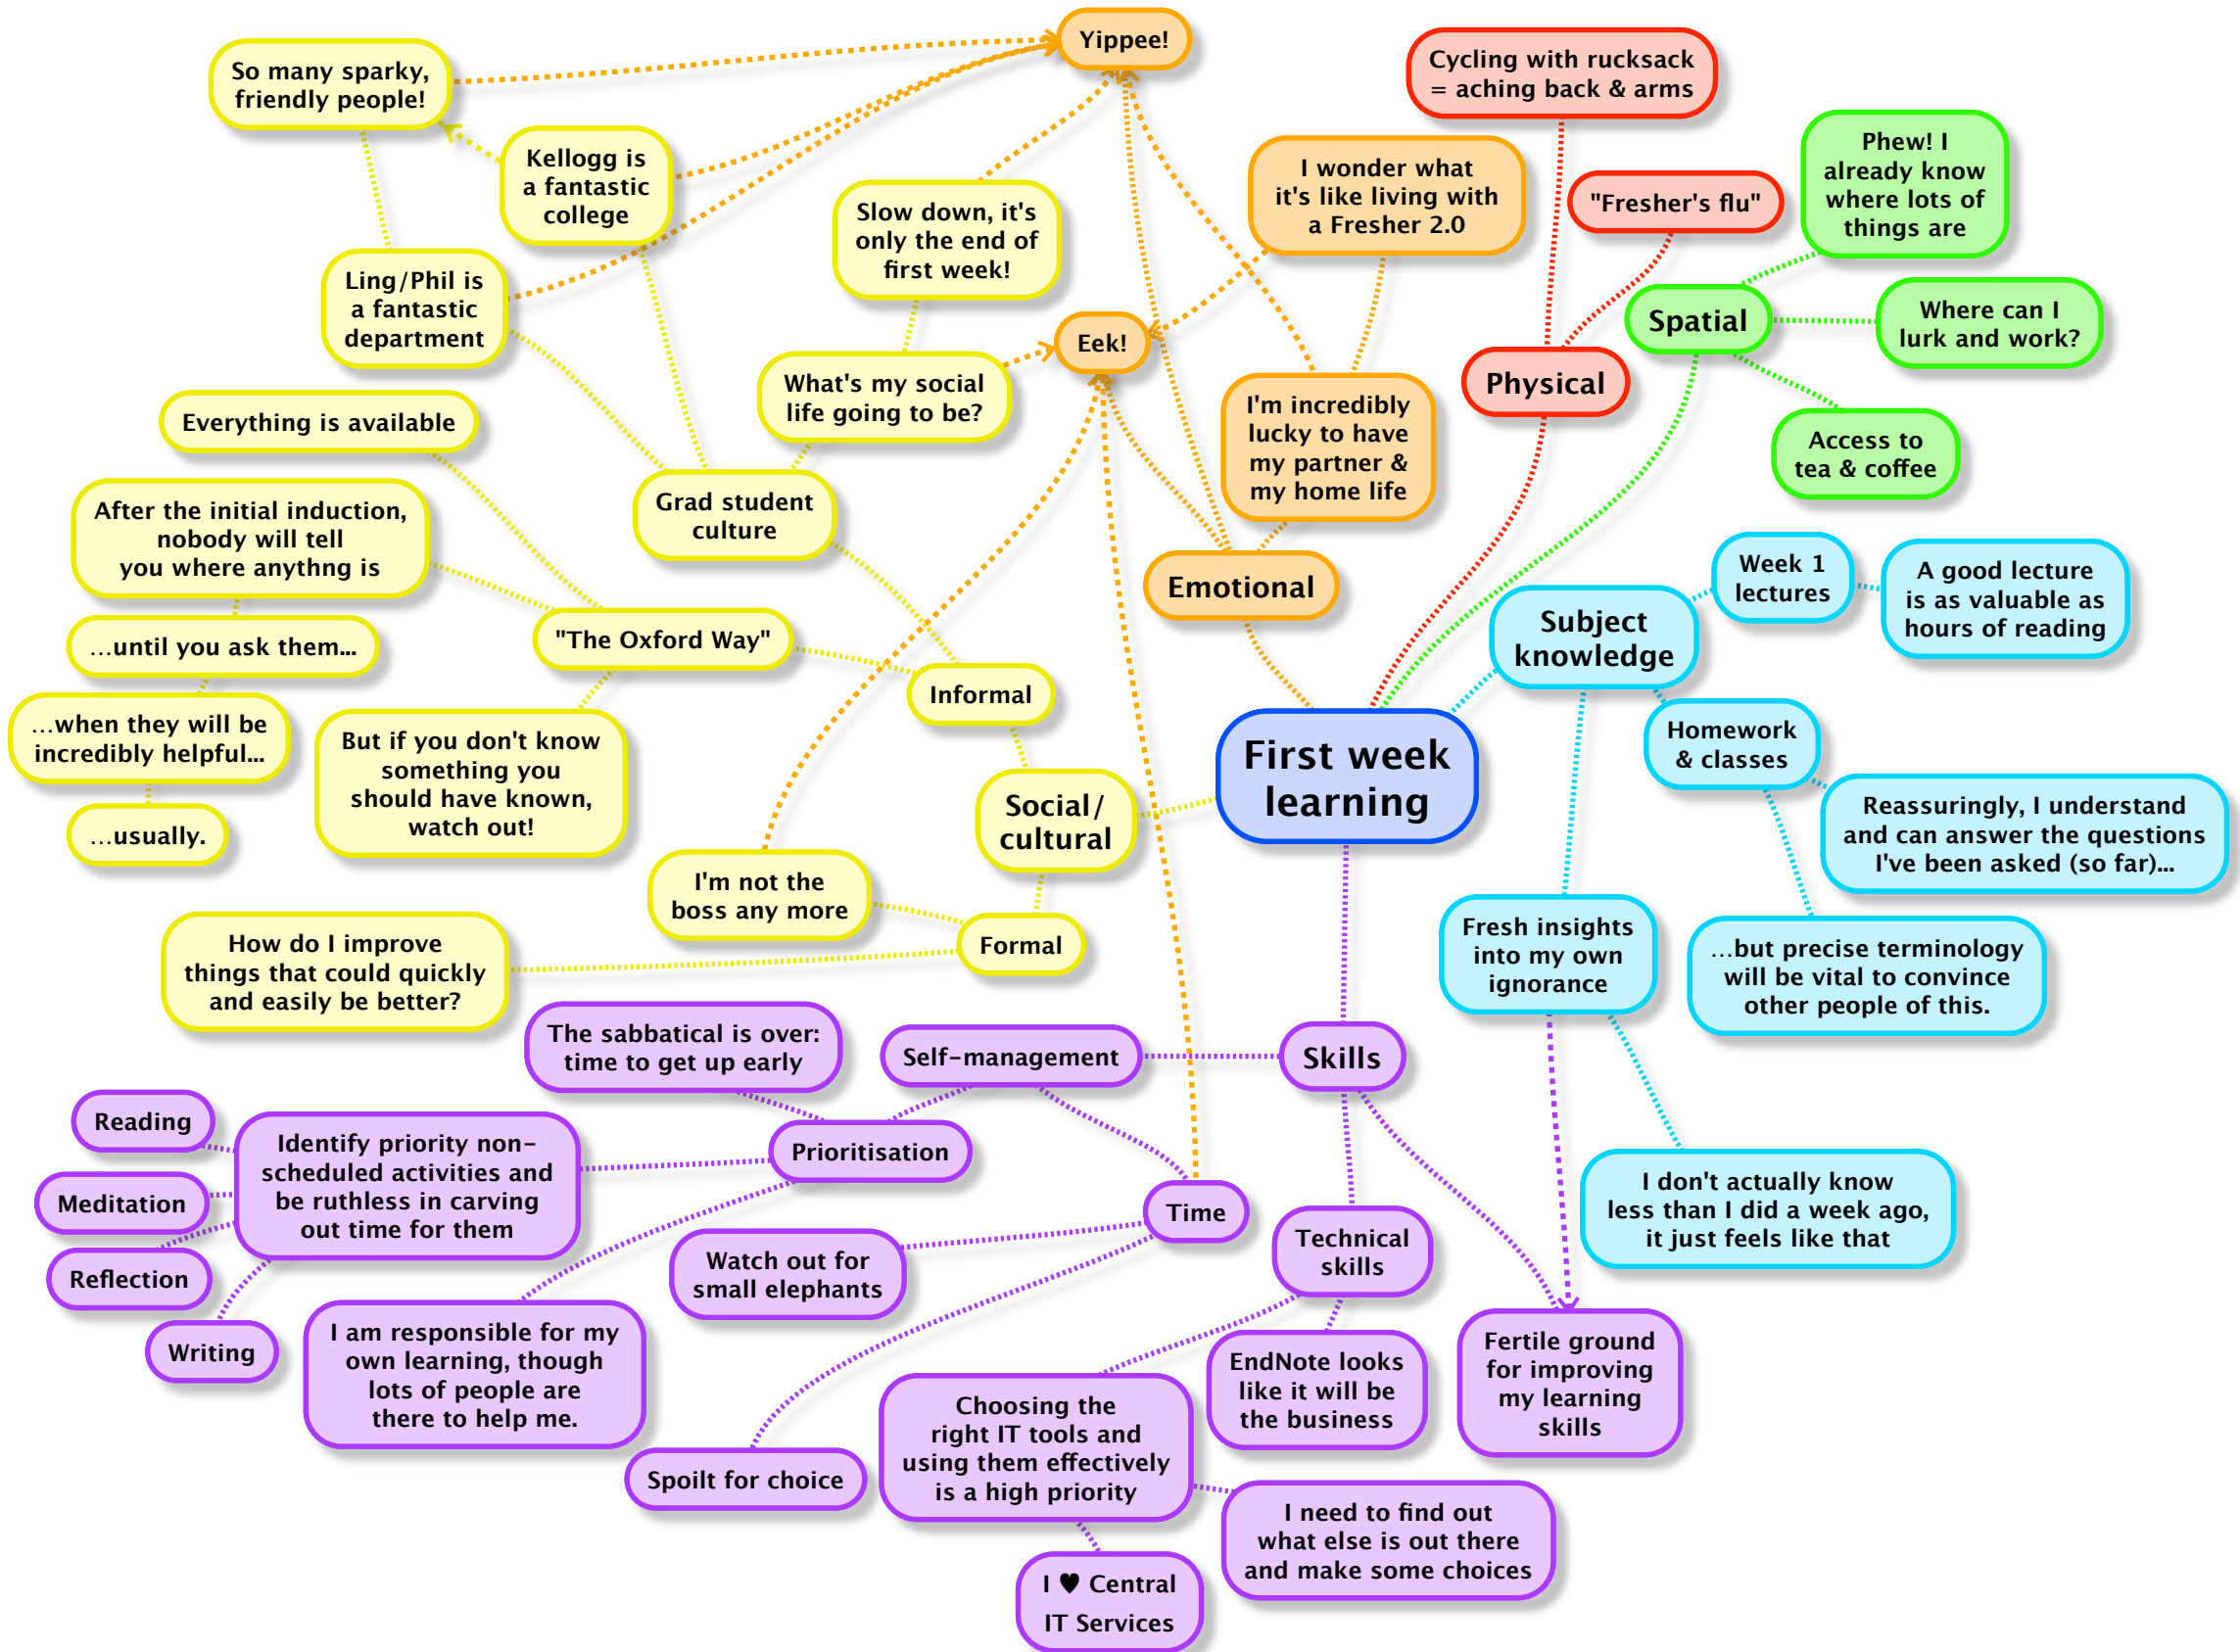 Yippee!
So many sparky,
friendly people!
Kellogg is
a fantastic
college
Ling/Phil is
a fantastic
department
Slow down, it's
only the end of
first week!
I wonder what
it's like living with
a Fresher 2.0
Eek!
What's my social
life going to be?
I'm incredibly
lucky to have
my partner &
my home life
Emotional
Cycling with rucksack
= aching back & arms
"Fresher's flu"
Physical
Phew! I
already know
where lots of
things are
Spatial
Where can I
lurk and work?
Access to
tea & coffee
Everything is available
After the initial induction,
nobody will tell
you where anythng is
...until you ask them...
...when they will be
incredibly helpful...
...usually.
Grad student
culture
"The Oxford Way"
But if you don't know
something you
should have known,
watch out!
Informal
Social/
cultural
First week
learning
Subject
knowledge
Week 1
lectures
A good lecture
is as valuable as
hours of reading
Homework
& classes
Reassuringly, I understand
and can answer the questions
I've been asked (so far)...
...but precise terminology
will be vital to convince
other people of this.
Fresh insights
into my own
ignorance
I don't actually know
less than I did a week ago,
it just feels like that
I'm not the
boss any more
Formal
How do I improve
things that could quickly
and easily be better?
The sabbatical is over:
time to get up early
Self-management
Skills
Prioritisation
Identify priority non-
scheduled activities and
be ruthless in carving
out time for them
Reading
Meditation
Reflection
Writing
I am responsible for my
own learning, though
lots of people are
there to help me.
Time
Watch out for
small elephants
Spoilt for choice
Technical
skills
EndNote looks
like it will be
the business
Choosing the
right IT tools and
using them effectively
is a high priority
I need to find out
what else is out there
and make some choices
I ♥ Central
IT Services
Fertile ground
for improving
my learning
skills